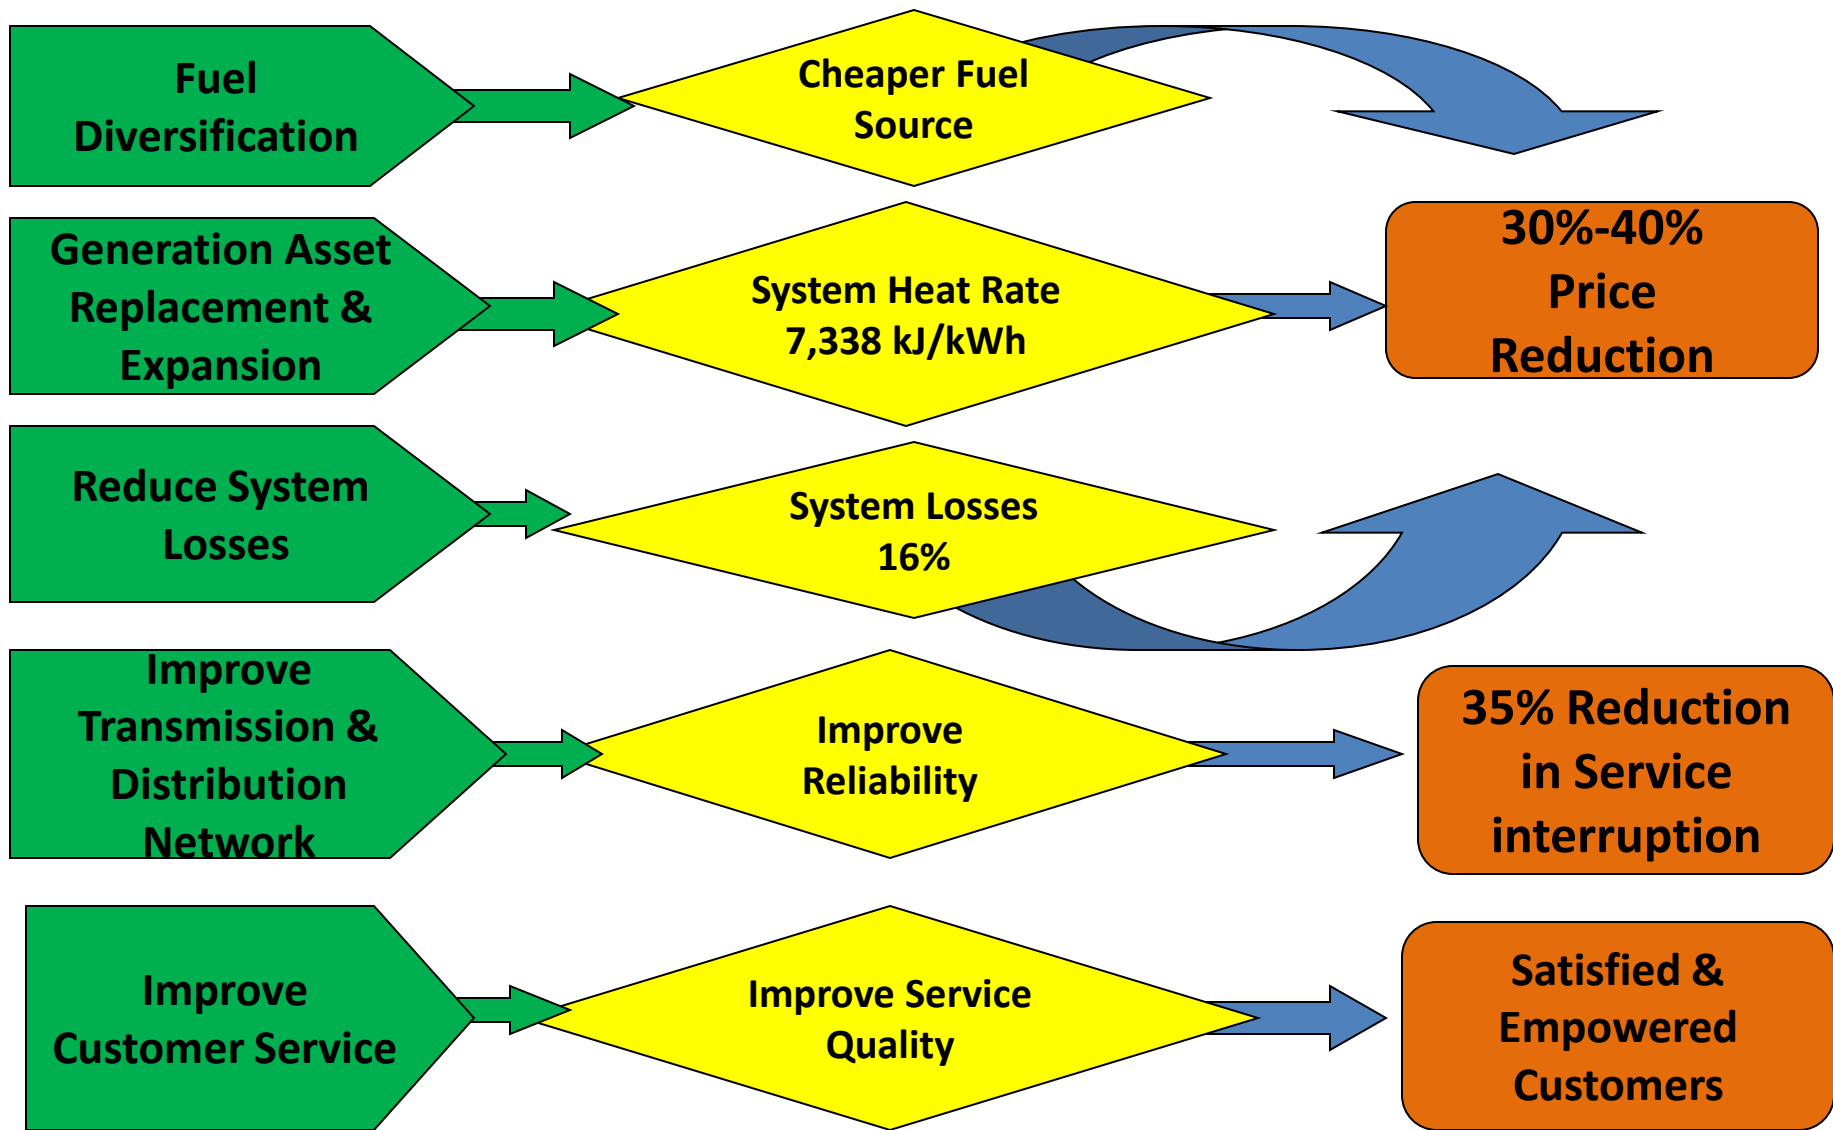 Fuel
Diversification
Cheaper Fuel
Source
Generation Asset
Replacement &
Expansion
System Heat Rate
7,338 kJ/kWh
30%-40%
Price
Reduction
Reduce System
Losses
System Losses
16%
Improve
Transmission &
Distribution
Network
Improve
Reliability
35% Reduction
in Service
interruption
Improve
Customer Service
Improve Service
Quality
Satisfied &
Empowered
Customers